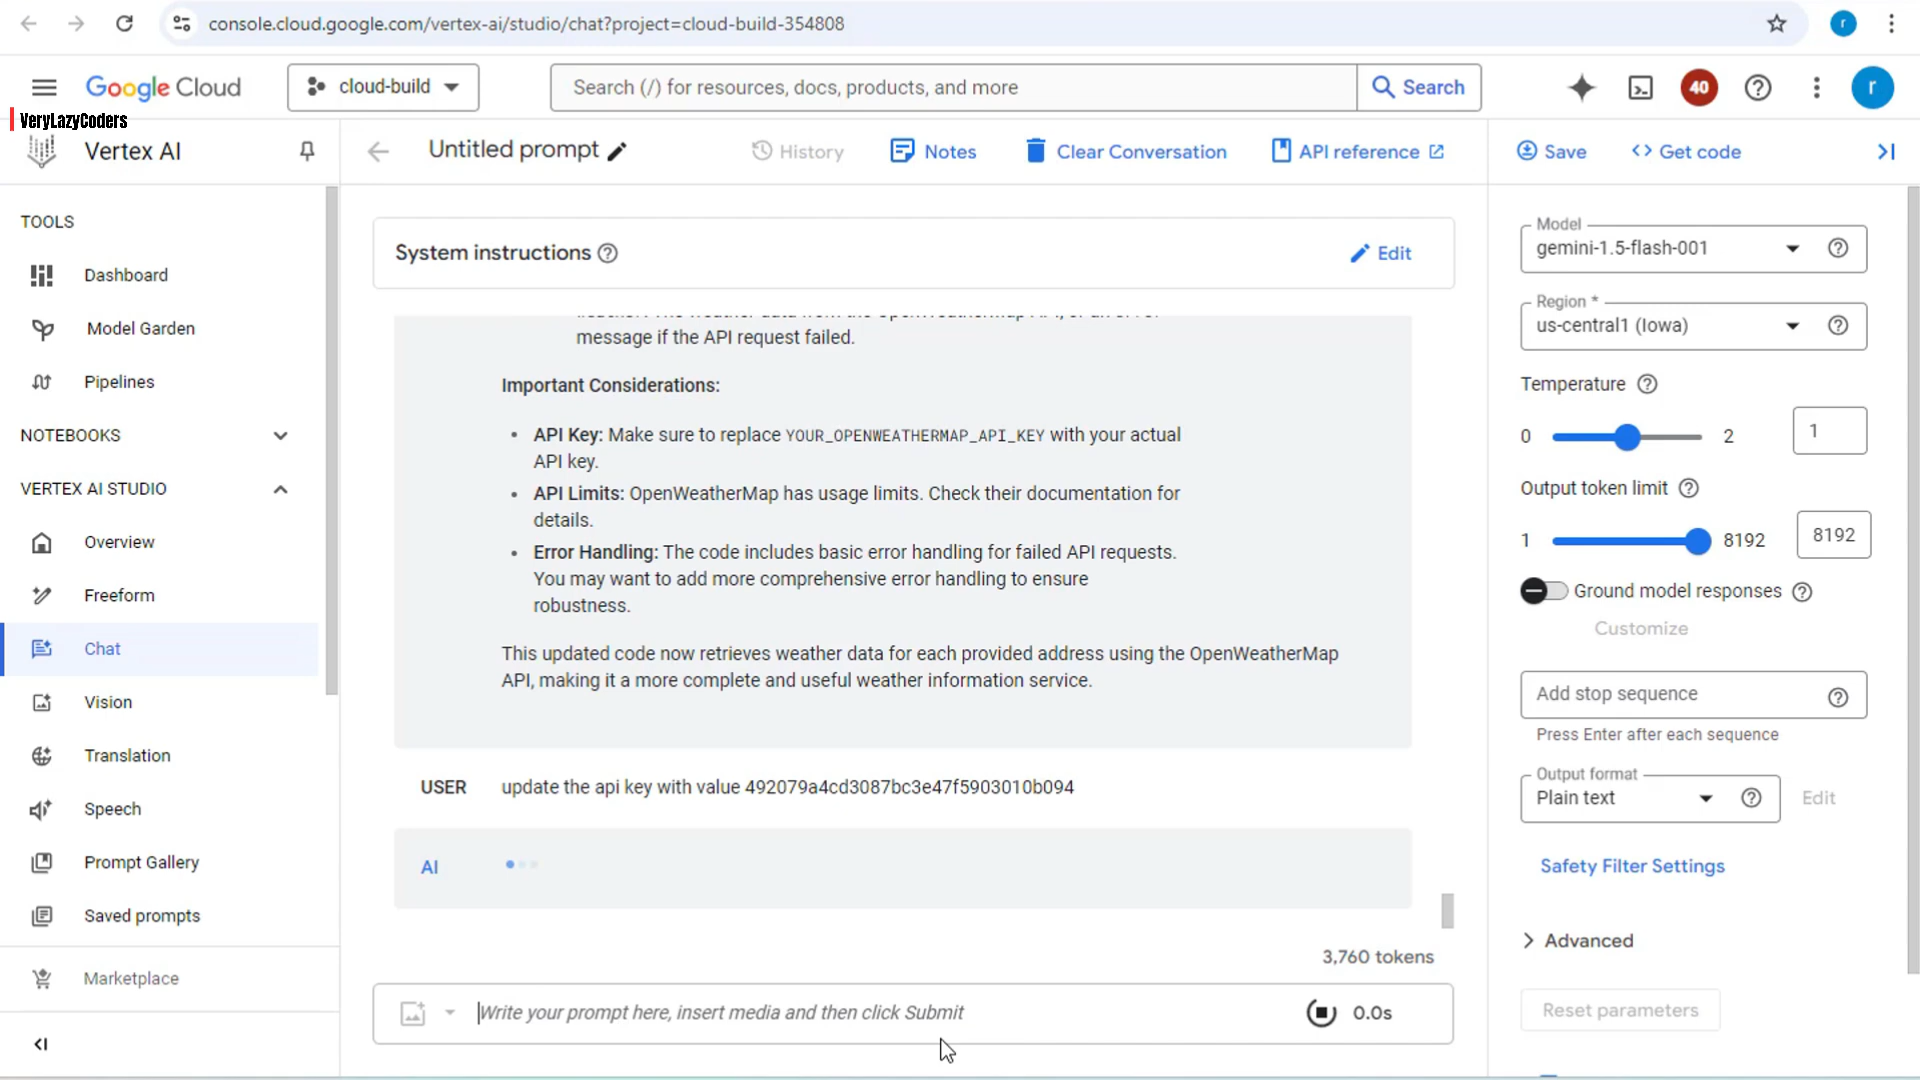 console.cloud.google.com/vertex-ai/studio/chat?project=cloud-build-354808
r
Google Cloud
cloud-build
Search (/) for resources, docs, products, and more
Search
40
r
VeryLazyCoders
Vertex AI
Untitled prompt
History
Notes
Clear Conversation
API reference
Save
Get code
TOOLS
Dashboard
Model Garden
Pipelines
NOTEBOOKS
VERTEX AI STUDIO
Overview
Freeform
Chat
Vision
Translation
Speech
Prompt Gallery
Saved prompts
Marketplace
System instructions
Edit
message if the API request failed.
Important Considerations:
• API Key: Make sure to replace YOUR_OPENWEATHERMAP_API_KEY with your actual
API key.
• API Limits: OpenWeatherMap has usage limits. Check their documentation for
details.
• Error Handling: The code includes basic error handling for failed API requests.
You may want to add more comprehensive error handling to ensure
robustness.
This updated code now retrieves weather data for each provided address using the OpenWeatherMap
API, making it a more complete and useful weather information service.
USER update the api key with value 492079a4cd3087bc3e47f5903010b094
AI
3,760 tokens
Write your prompt here, insert media and then click Submit
0.0s
Model
gemini-1.5-flash-001
Region *
us-central1 (Iowa)
Temperature
0 2 1
Output token limit
1 8192 8192
Ground model responses
Customize
Add stop sequence
Press Enter after each sequence
Output format
Plain text
Edit
Safety Filter Settings
Advanced
Reset parameters